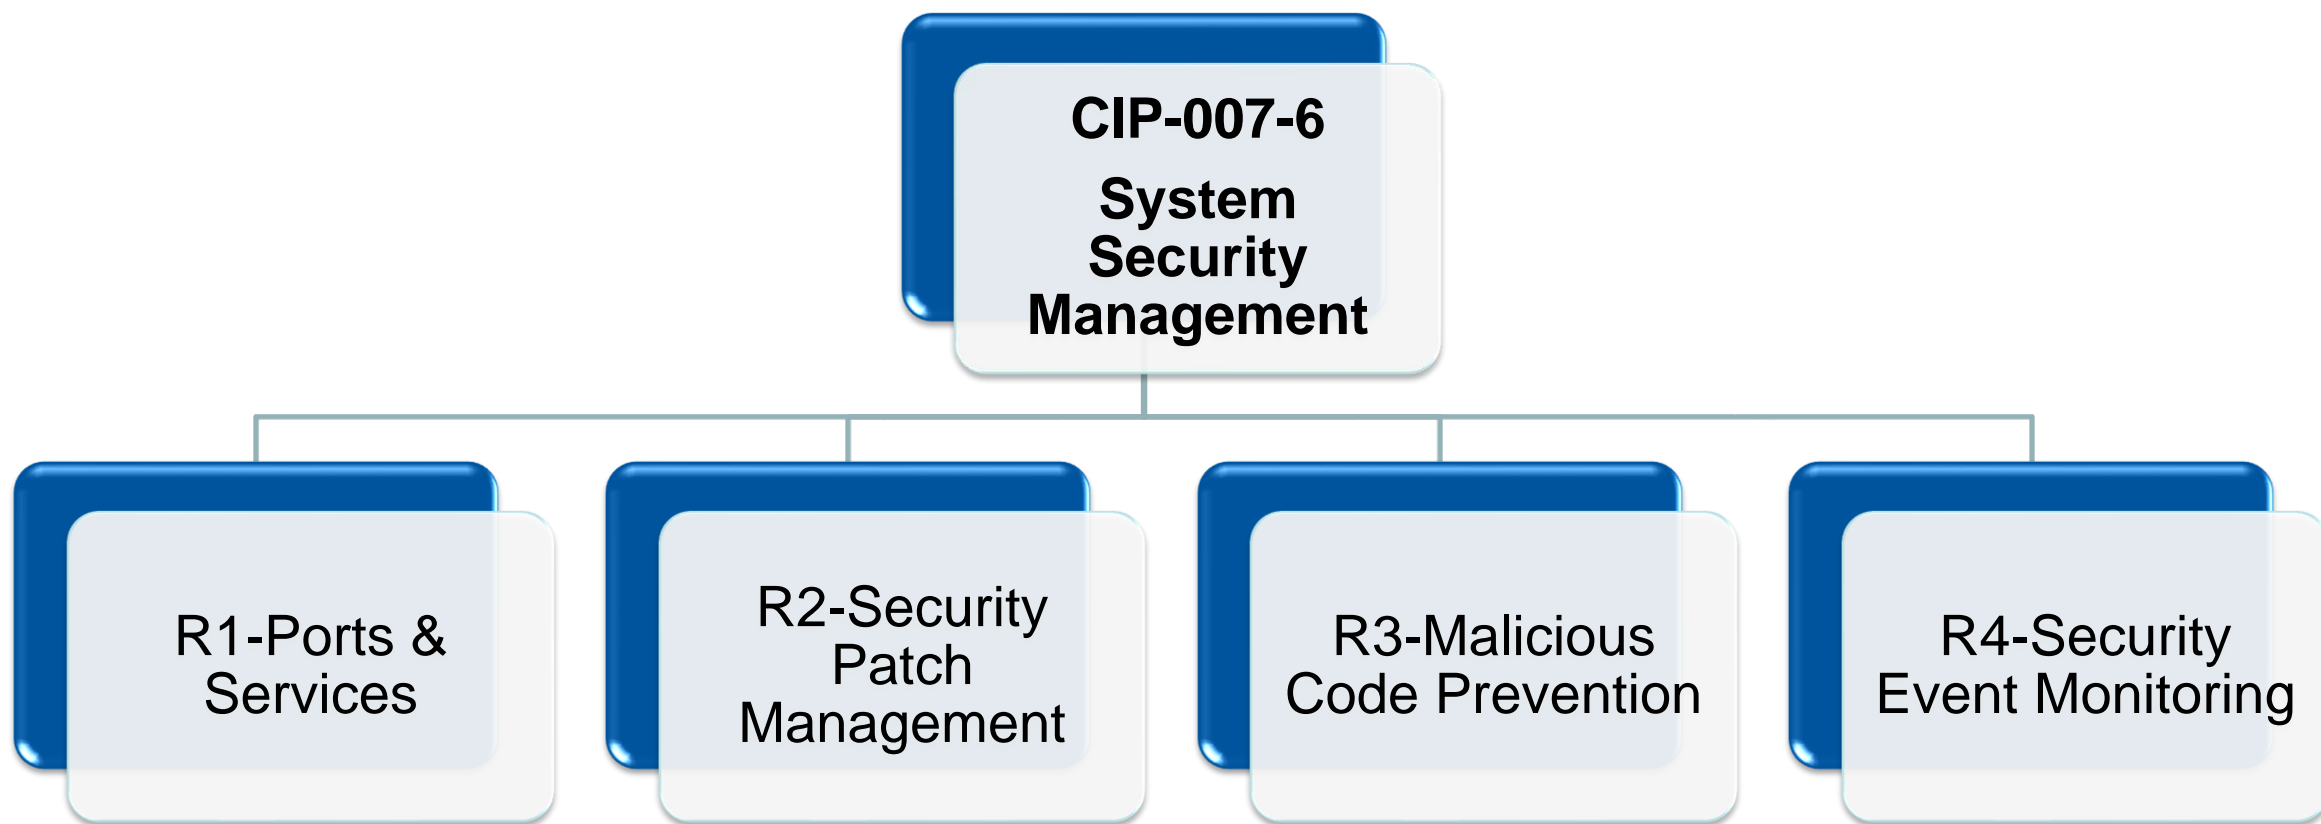 CIP-007-6
System
Security
Management
R1-Ports &
Services
R2-Security
Patch
Management
R3-Malicious
Code Prevention
R4-Security
Event Monitoring